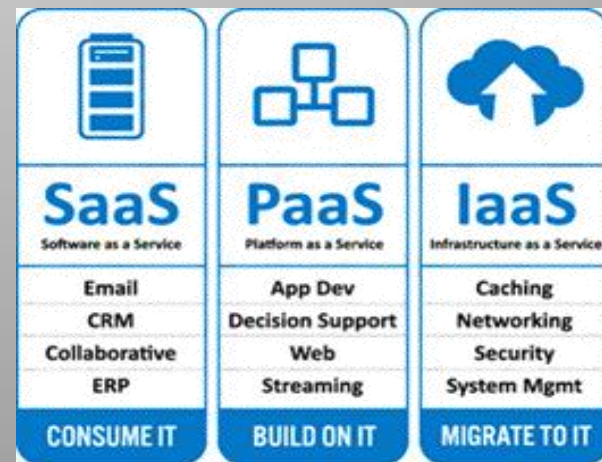 SaaS
Software as a Service
Email
CRM
Collaborative
ERP
CONSUME IT
PaaS
Platform as a Service
App Dev
Decision Support
Web
Streaming
BUILD ON IT
IaaS
Infrastructure as a Service
Caching
Networking
Security
System Mgmt
MIGRATE TO IT